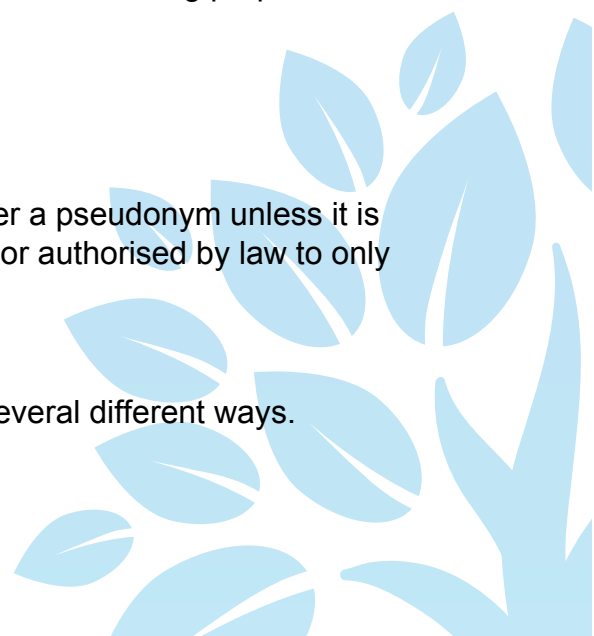 er a pseudonym unless it is
or authorised by law to only
everal different ways.